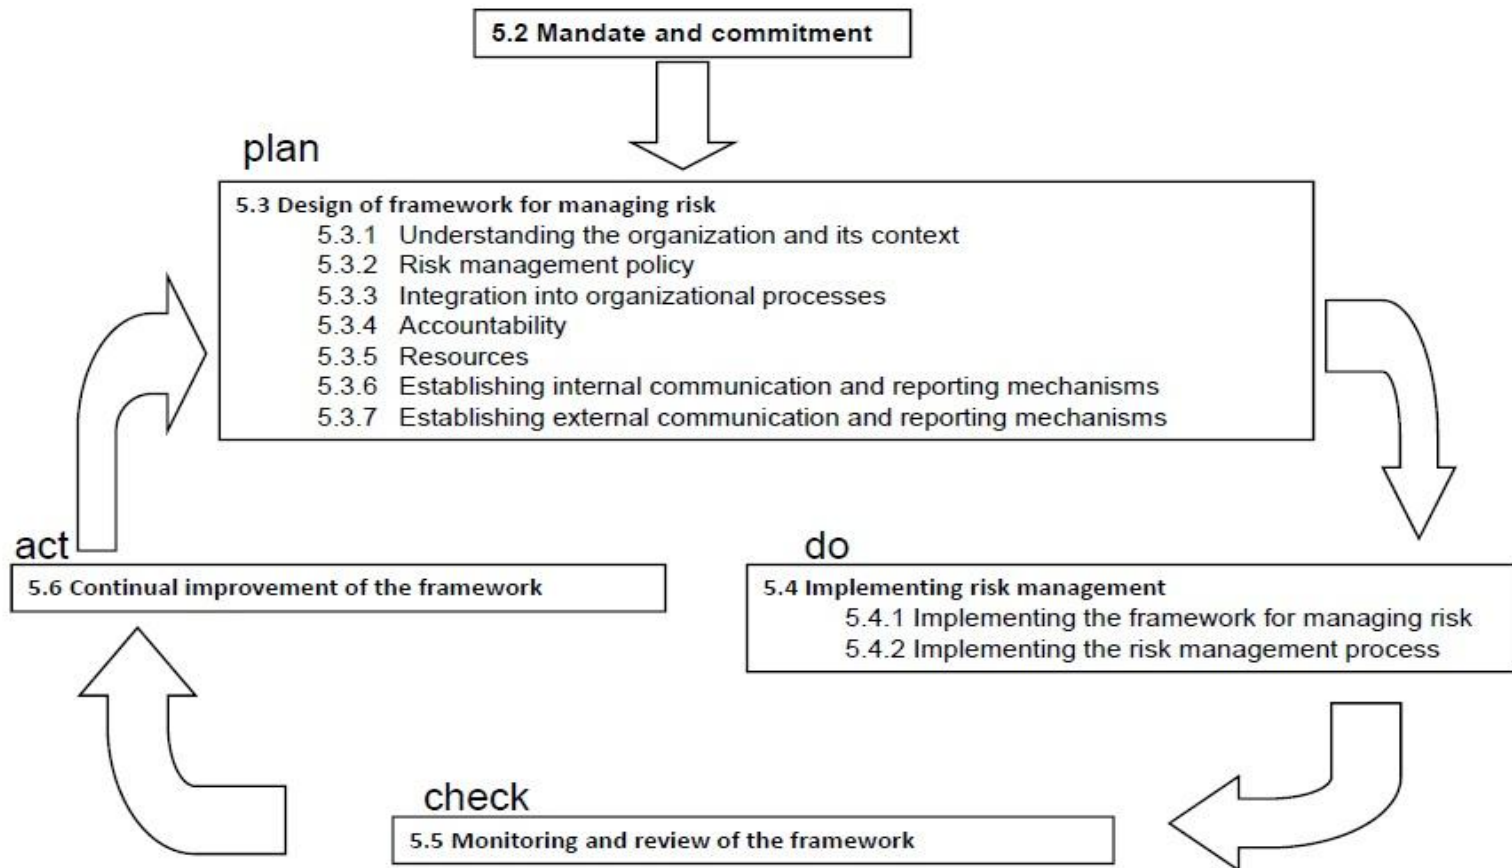 5.2 Mandate and commitment
plan
5.3 Design of framework for managing risk
5.3.1 Understanding the organization and its context
5.3.2 Risk management policy
5.3.3 Integration into organizational processes
5.3.4 Accountability
5.3.5 Resources
5.3.6 Establishing internal communication and reporting mechanisms
5.3.7 Establishing external communication and reporting mechanisms
act
5.6 Continual improvement of the framework
do
5.4 Implementing risk management
5.4.1 Implementing the framework for managing risk
5.4.2 Implementing the risk management process
check
5.5 Monitoring and review of the framework